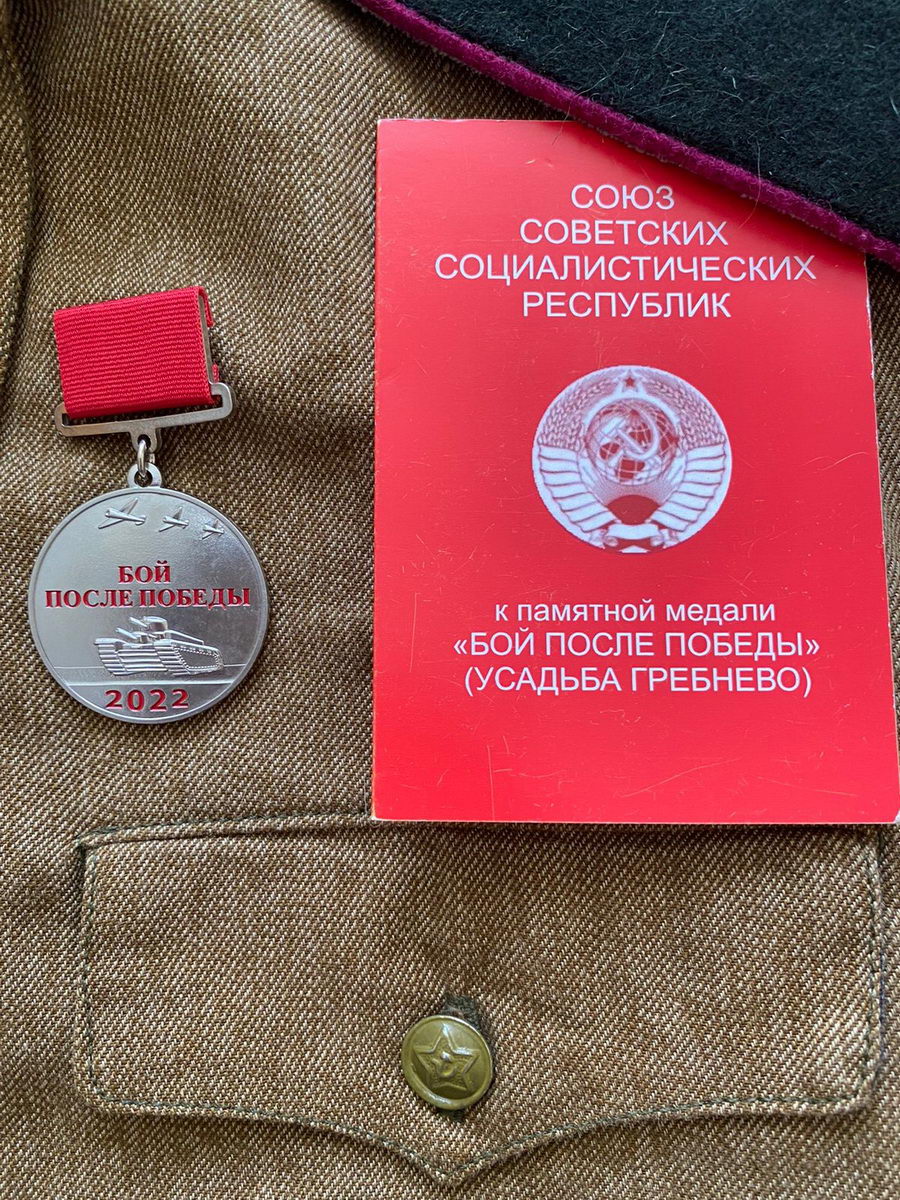 БОЙ
ПОСЛЕ ПОБЕДЫ
2022
СОЮЗ
СОВЕТСКИХ
СОЦИАЛИСТИЧЕСКИХ
РЕСПУБЛИК
к памятной медали
«БОЙ ПОСЛЕ ПОБЕДЫ»
(УСАДЬБА ГРЕБНЕВО)